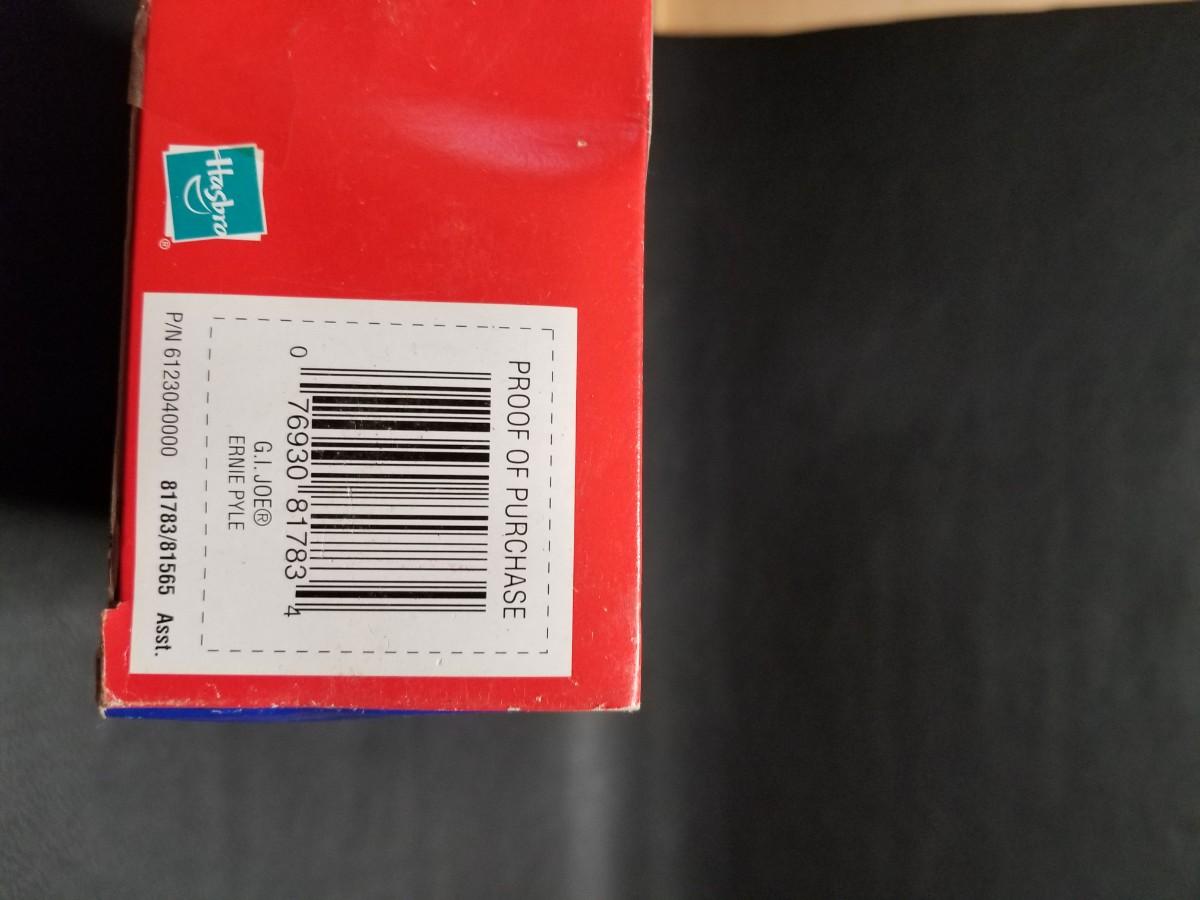 Hasbro
®
PROOF OF PURCHASE
0 76930 81783 4
G.I. JOE®
ERNIE PYLE
P/N 6123040000 81783/81565 Asst.